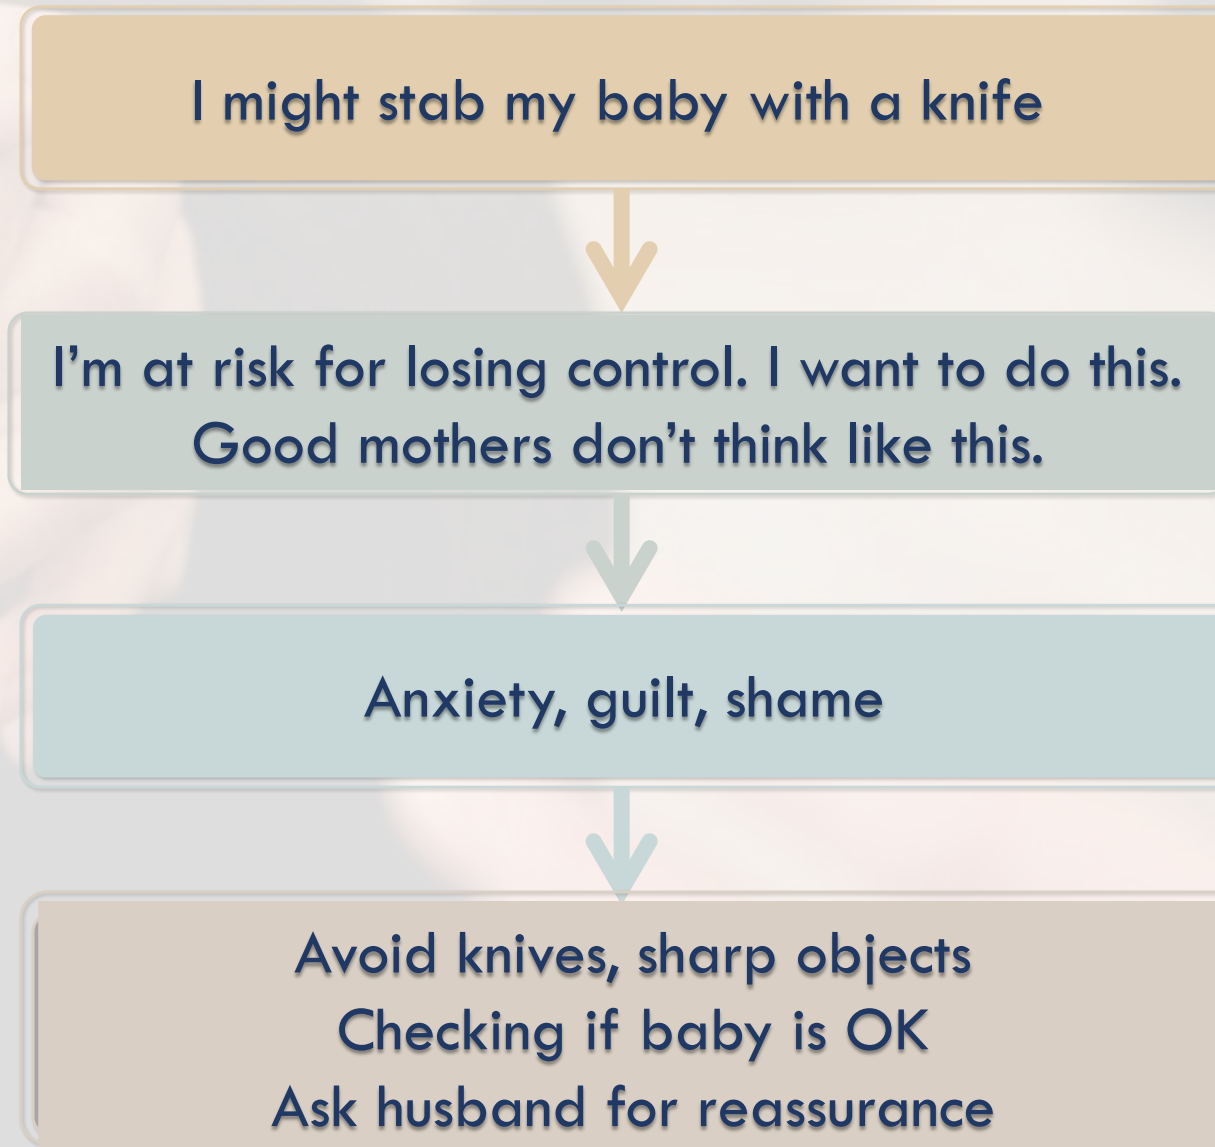 I might stab my baby with a knife
I’m at risk for losing control. I want to do this.
Good mothers don’t think like this.
Anxiety, guilt, shame
Avoid knives, sharp objects
Checking if baby is OK
Ask husband for reassurance